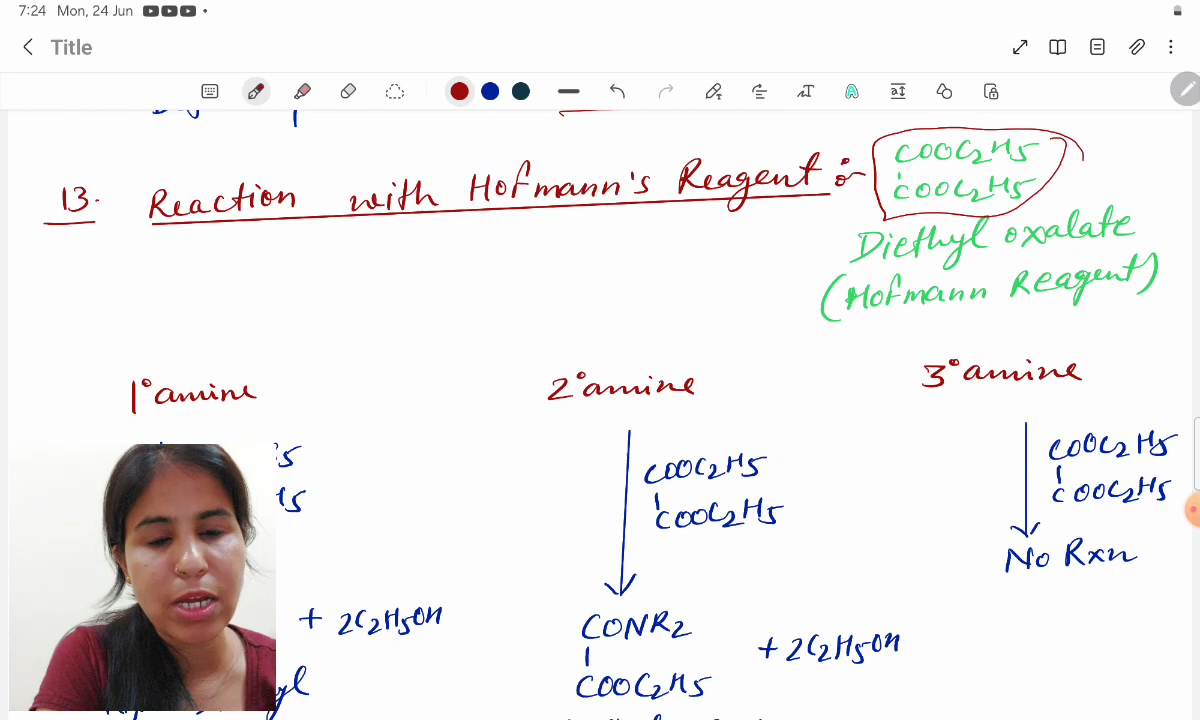 7:24 Mon, 24 Jun
Title
13. Reaction with Hofmann's Reagent :-
COOC2H5
COOC2H5
Diethyl oxalate
(Hofmann Reagent)
1° amine
+ 2C2H5OH
2° amine
COOC2H5
COOC2H5
CONR2
COOC2H5
+ 2C2H5OH
3° amine
COOC2H5
COOC2H5
No Rxn